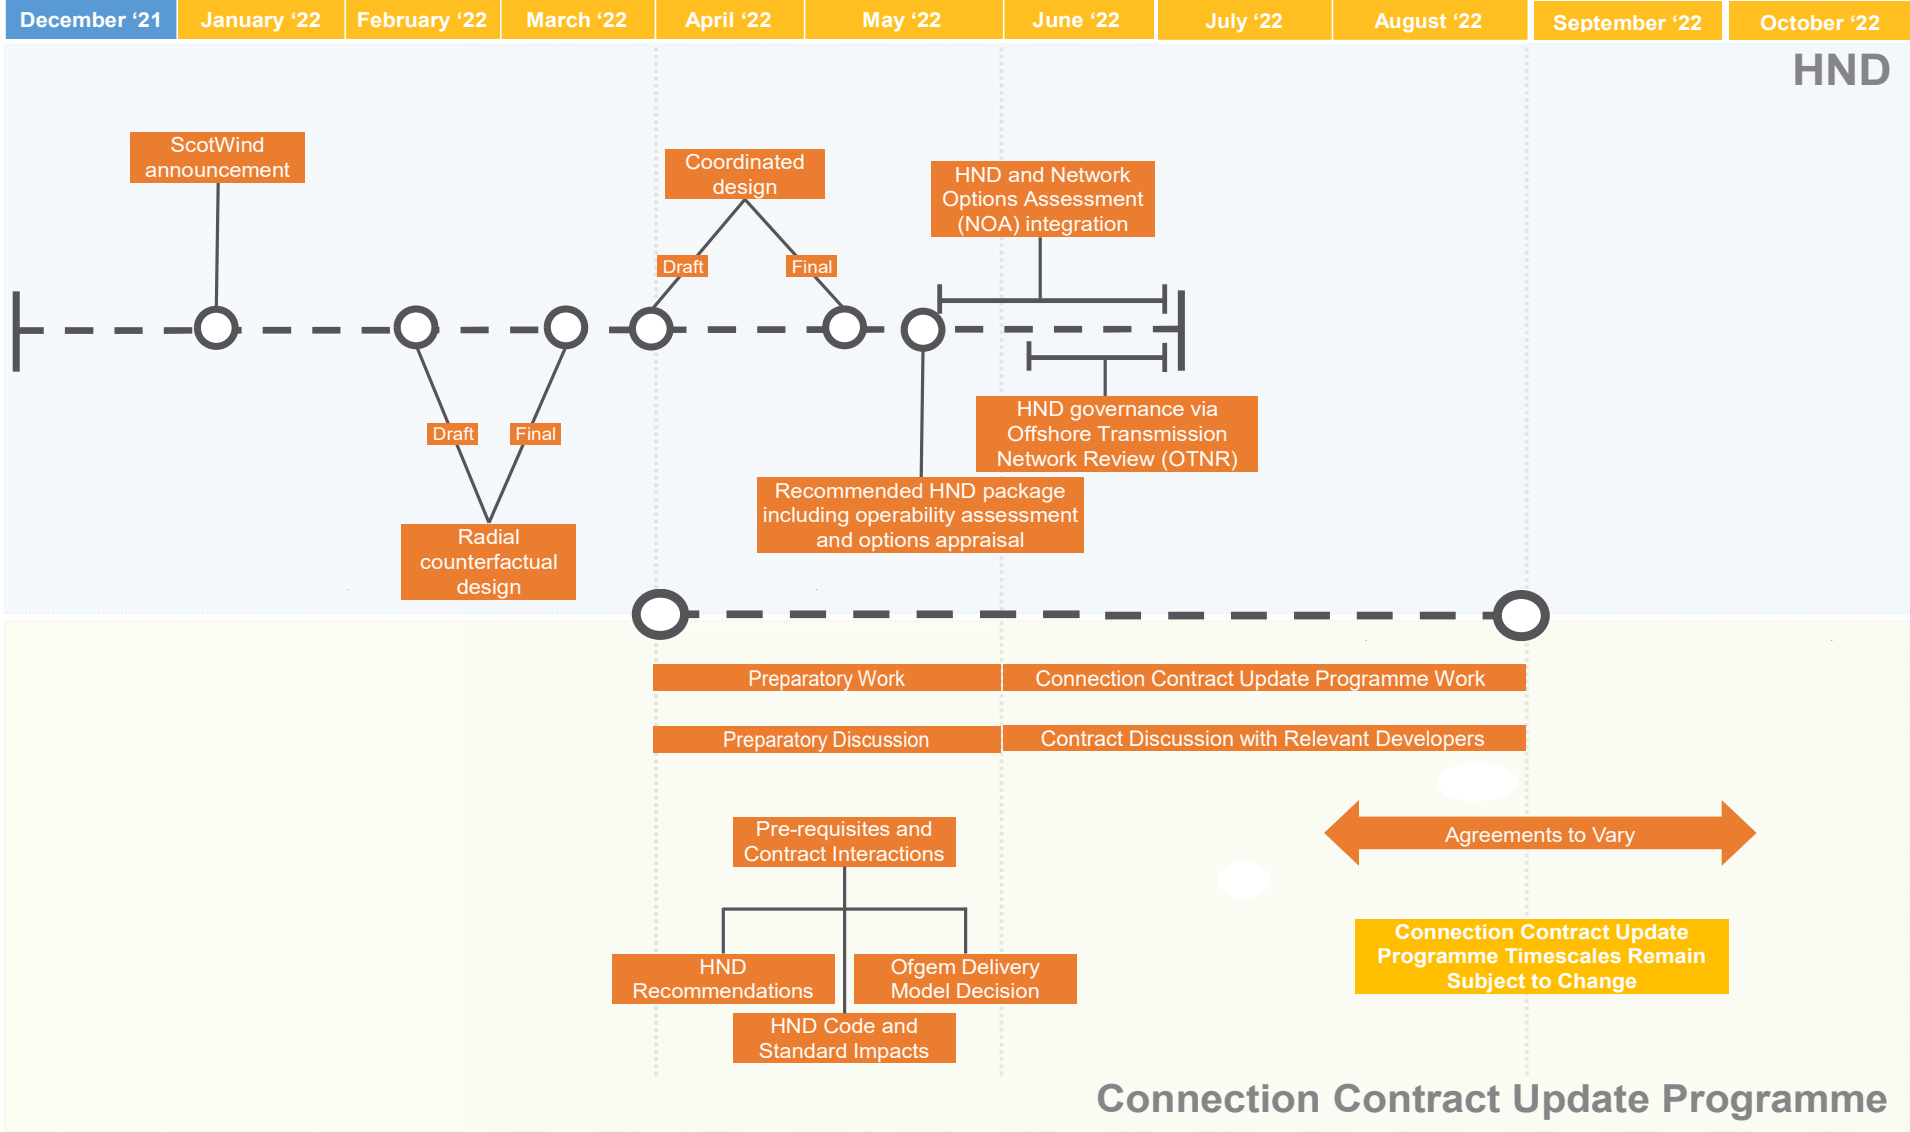 December ‘21
January ‘22
February ‘22
March ‘22
April ‘22
May ‘22
June ‘22
July ‘22
August ‘22
September ‘22
October ‘22
HND
ScotWind
announcement
Coordinated
design
HND and Network
Options Assessment
(NOA) integration
Draft
Final
Draft
Final
HND governance via
Offshore Transmission
Network Review (OTNR)
Recommended HND package
including operability assessment
and options appraisal
Radial
counterfactual
design
Preparatory Work
Connection Contract Update Programme Work
Preparatory Discussion
Contract Discussion with Relevant Developers
Agreements to Vary
Pre-requisites and
Contract Interactions
HND
Recommendations
Ofgem Delivery
Model Decision
HND Code and
Standard Impacts
Connection Contract Update
Programme Timescales Remain
Subject to Change
Connection Contract Update Programme